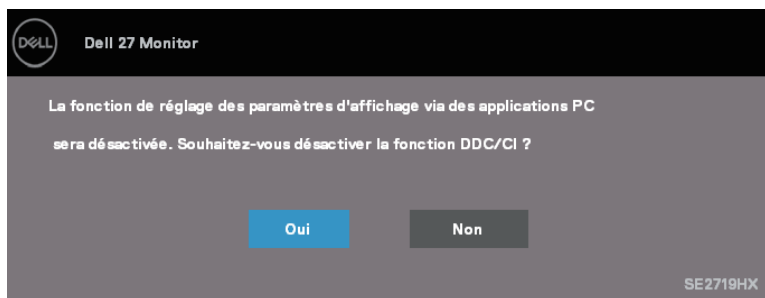 DELL
Dell 27 Monitor
La fonction de réglage des paramètres d'affichage via des applications PC
sera désactivée. Souhaitez-vous désactiver la fonction DDC/CI ?
Oui Non
SE2719HX